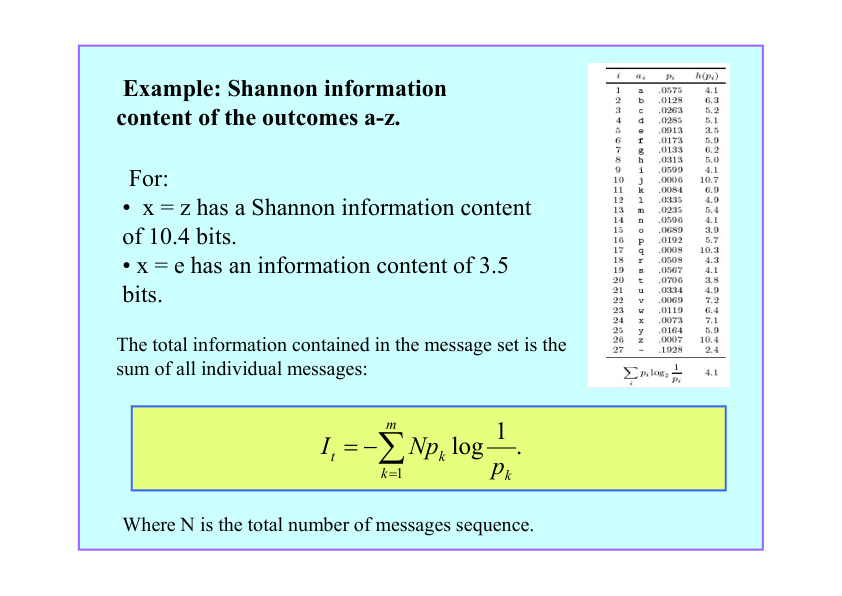 Example: Shannon information
content of the outcomes a-z.
For:
• x = z has a Shannon information content
of 10.4 bits.
• x = e has an information content of 3.5
bits.
The total information contained in the message set is the
sum of all individual messages:
I_t = −∑_{k=1}^{m} Np_k log 1/p_k.
Where N is the total number of messages sequence.
i a_i p_i h(p_i)
1 a .0575 4.1
2 b .0128 6.3
3 c .0263 5.2
4 d .0285 5.1
5 e .0913 3.5
6 f .0173 5.9
7 g .0133 6.2
8 h .0313 5.0
9 i .0599 4.1
10 j .0006 10.7
11 k .0084 6.9
12 l .0335 4.9
13 m .0235 5.4
14 n .0596 4.1
15 o .0689 3.9
16 p .0192 5.7
17 q .0008 10.3
18 r .0508 4.3
19 s .0567 4.1
20 t .0706 3.8
21 u .0334 4.9
22 v .0069 7.2
23 w .0119 6.4
24 x .0073 7.1
25 y .0164 5.9
26 z .0007 10.4
27 - .1928 2.4
∑_i p_i log_2 1/p_i 4.1